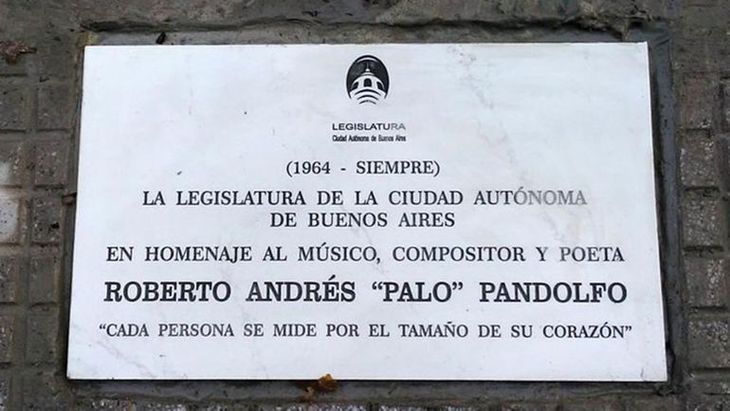 LEGISLATURA
Ciudad Autónoma de Buenos Aires
(1964 - SIEMPRE)
LA LEGISLATURA DE LA CIUDAD AUTÓNOMA
DE BUENOS AIRES
EN HOMENAJE AL MÚSICO, COMPOSITOR Y POETA
ROBERTO ANDRÉS “PALO” PANDOLFO
“CADA PERSONA SE MIDE POR EL TAMAÑO DE SU CORAZÓN”